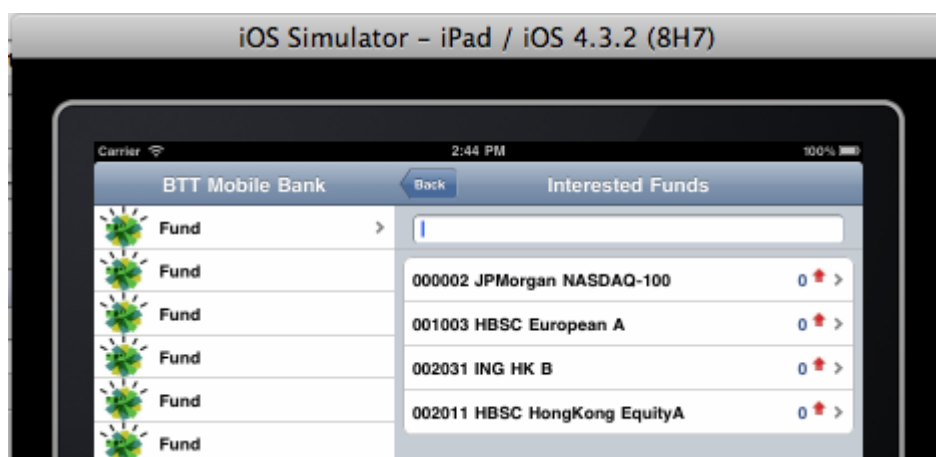 iOS Simulator – iPad / iOS 4.3.2 (8H7)
Carrier 2:44 PM 100%
BTT Mobile Bank
Back Interested Funds
Fund
Fund
Fund
Fund
Fund
Fund
000002 JPMorgan NASDAQ-100 0
001003 HBSC European A 0
002031 ING HK B 0
002011 HBSC HongKong EquityA 0